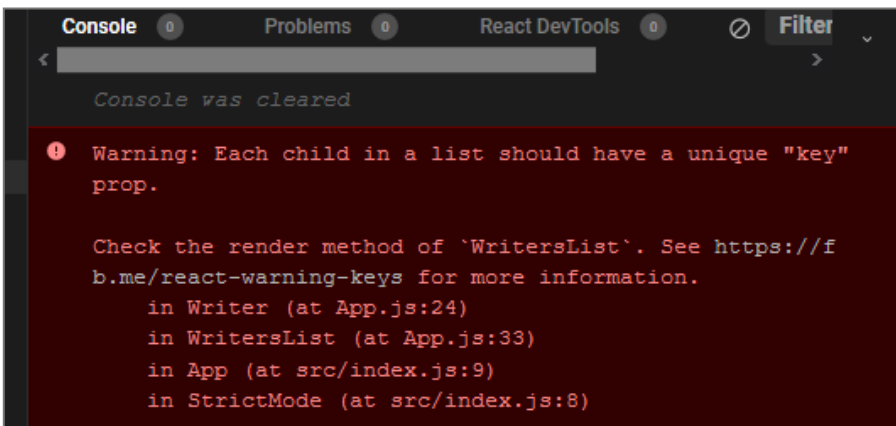 Console 0 Problems 0 React DevTools 0 Filter
Console was cleared
Warning: Each child in a list should have a unique "key"
prop.
Check the render method of `WritersList`. See https://f
b.me/react-warning-keys for more information.
in Writer (at App.js:24)
in WritersList (at App.js:33)
in App (at src/index.js:9)
in StrictMode (at src/index.js:8)